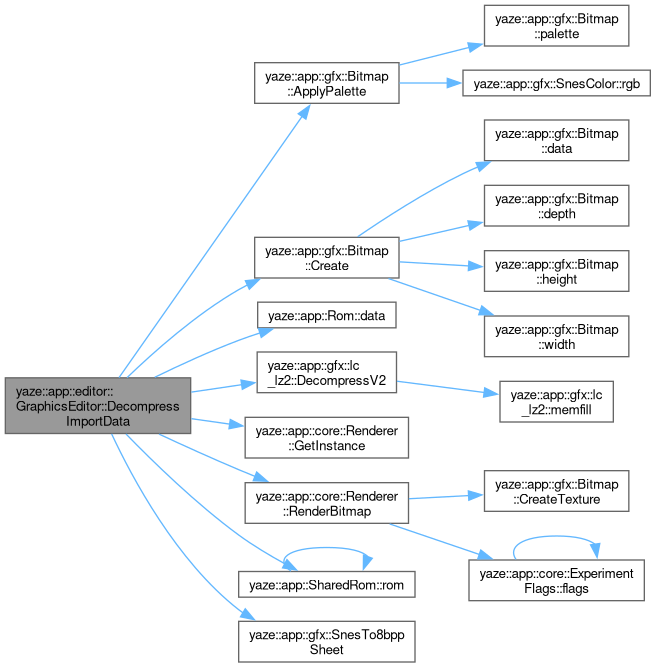 yaze::app::editor::
GraphicsEditor::Decompress
ImportData
yaze::app::gfx::Bitmap
::ApplyPalette
yaze::app::gfx::Bitmap
::palette
yaze::app::gfx::SnesColor::rgb
yaze::app::gfx::Bitmap
::Create
yaze::app::gfx::Bitmap
::data
yaze::app::gfx::Bitmap
::depth
yaze::app::gfx::Bitmap
::height
yaze::app::gfx::Bitmap
::width
yaze::app::Rom::data
yaze::app::gfx::lc
_lz2::DecompressV2
yaze::app::gfx::lc
_lz2::memfill
yaze::app::core::Renderer
::GetInstance
yaze::app::core::Renderer
::RenderBitmap
yaze::app::gfx::Bitmap
::CreateTexture
yaze::app::core::Experiment
Flags::flags
yaze::app::SharedRom::rom
yaze::app::gfx::SnesTo8bpp
Sheet